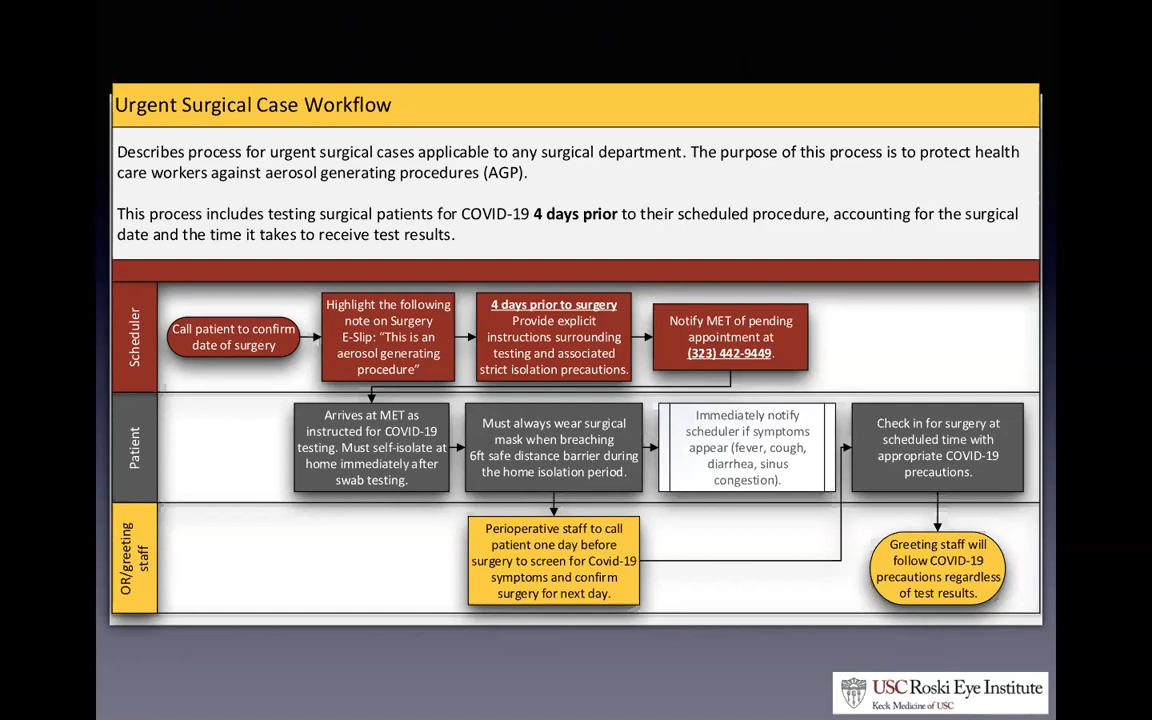 Urgent Surgical Case Workflow
Describes process for urgent surgical cases applicable to any surgical department. The purpose of this process is to protect health
care workers against aerosol generating procedures (AGP).
This process includes testing surgical patients for COVID-19 4 days prior to their scheduled procedure, accounting for the surgical
date and the time it takes to receive test results.
Scheduler
Call patient to confirm
date of surgery
Highlight the following
note on Surgery
E-Slip: “This is an
aerosol generating
procedure”
4 days prior to surgery
Provide explicit
instructions surrounding
testing and associated
strict isolation precautions.
Notify MET of pending
appointment at
(323) 442-9449.
Patient
Arrives at MET as
instructed for COVID-19
testing. Must self-isolate at
home immediately after
swab testing.
Must always wear surgical
mask when breaching
6ft safe distance barrier during
the home isolation period.
Immediately notify
scheduler if symptoms
appear (fever, cough,
diarrhea, sinus
congestion).
Check in for surgery at
scheduled time with
appropriate COVID-19
precautions.
OR/greeting
staff
Perioperative staff to call
patient one day before
surgery to screen for Covid-19
symptoms and confirm
surgery for next day.
Greeting staff will
follow COVID-19
precautions regardless
of test results.
USC Roski Eye Institute
Keck Medicine of USC